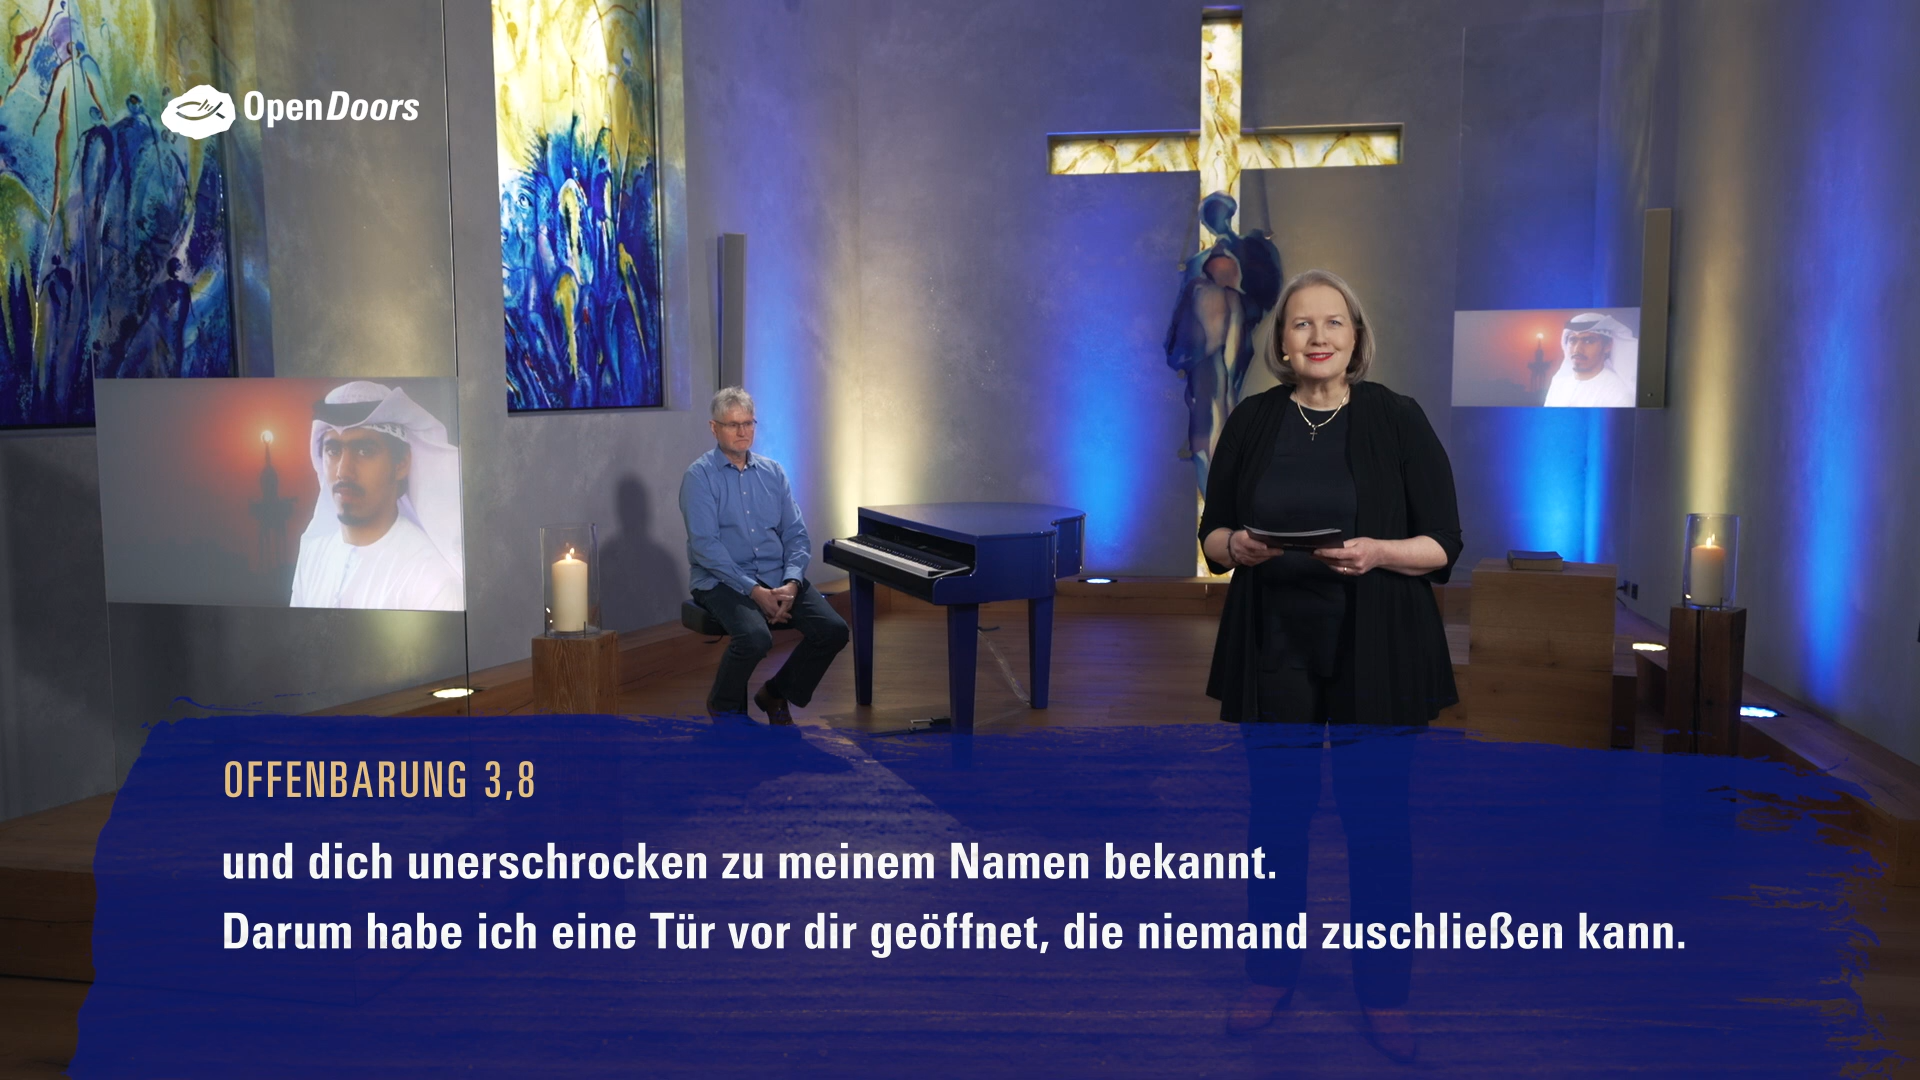 OpenDoors
OFFENBARUNG 3,8
und dich unerschrocken zu meinem Namen bekannt.
Darum habe ich eine Tür vor dir geöffnet, die niemand zuschließen kann.